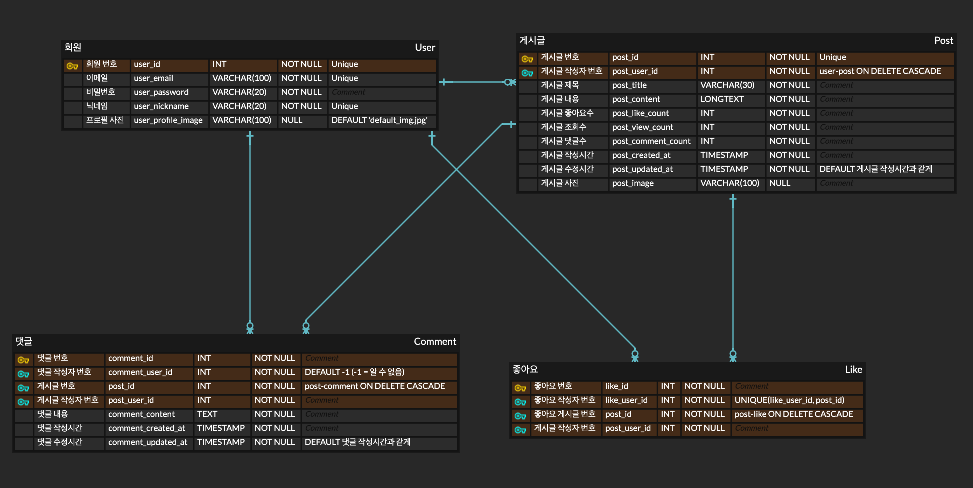 회원 User
회원 번호 user_id INT NOT NULL Unique
이메일 user_email VARCHAR(100) NOT NULL Unique
비밀번호 user_password VARCHAR(20) NOT NULL Comment
닉네임 user_nickname VARCHAR(20) NOT NULL Unique
프로필 사진 user_profile_image VARCHAR(100) NULL DEFAULT 'default_img.jpg'
게시글 Post
게시글 번호 post_id INT NOT NULL Unique
게시글 작성자 번호 post_user_id INT NOT NULL user-post ON DELETE CASCADE
게시글 제목 post_title VARCHAR(30) NOT NULL Comment
게시글 내용 post_content LONGTEXT NOT NULL Comment
게시글 좋아요수 post_like_count INT NOT NULL Comment
게시글 조회수 post_view_count INT NOT NULL Comment
게시글 댓글수 post_comment_count INT NOT NULL Comment
게시글 작성시간 post_created_at TIMESTAMP NOT NULL Comment
게시글 수정시간 post_updated_at TIMESTAMP NOT NULL DEFAULT 게시글 작성시간과 같게
게시글 사진 post_image VARCHAR(100) NULL Comment
댓글 Comment
댓글 번호 comment_id INT NOT NULL Comment
댓글 작성자 번호 comment_user_id INT NOT NULL DEFAULT -1 (-1 = 알 수 없음)
게시글 번호 post_id INT NOT NULL post-comment ON DELETE CASCADE
게시글 작성자 번호 post_user_id INT NOT NULL Comment
댓글 내용 comment_content TEXT NOT NULL Comment
댓글 작성시간 comment_created_at TIMESTAMP NOT NULL Comment
댓글 수정시간 comment_updated_at TIMESTAMP NOT NULL DEFAULT 댓글 작성시간과 같게
좋아요 Like
좋아요 번호 like_id INT NOT NULL Comment
좋아요 작성자 번호 like_user_id INT NOT NULL UNIQUE(like_user_id, post_id)
좋아요 게시글 번호 post_id INT NOT NULL post-like ON DELETE CASCADE
게시글 작성자 번호 post_user_id INT NOT NULL Comment